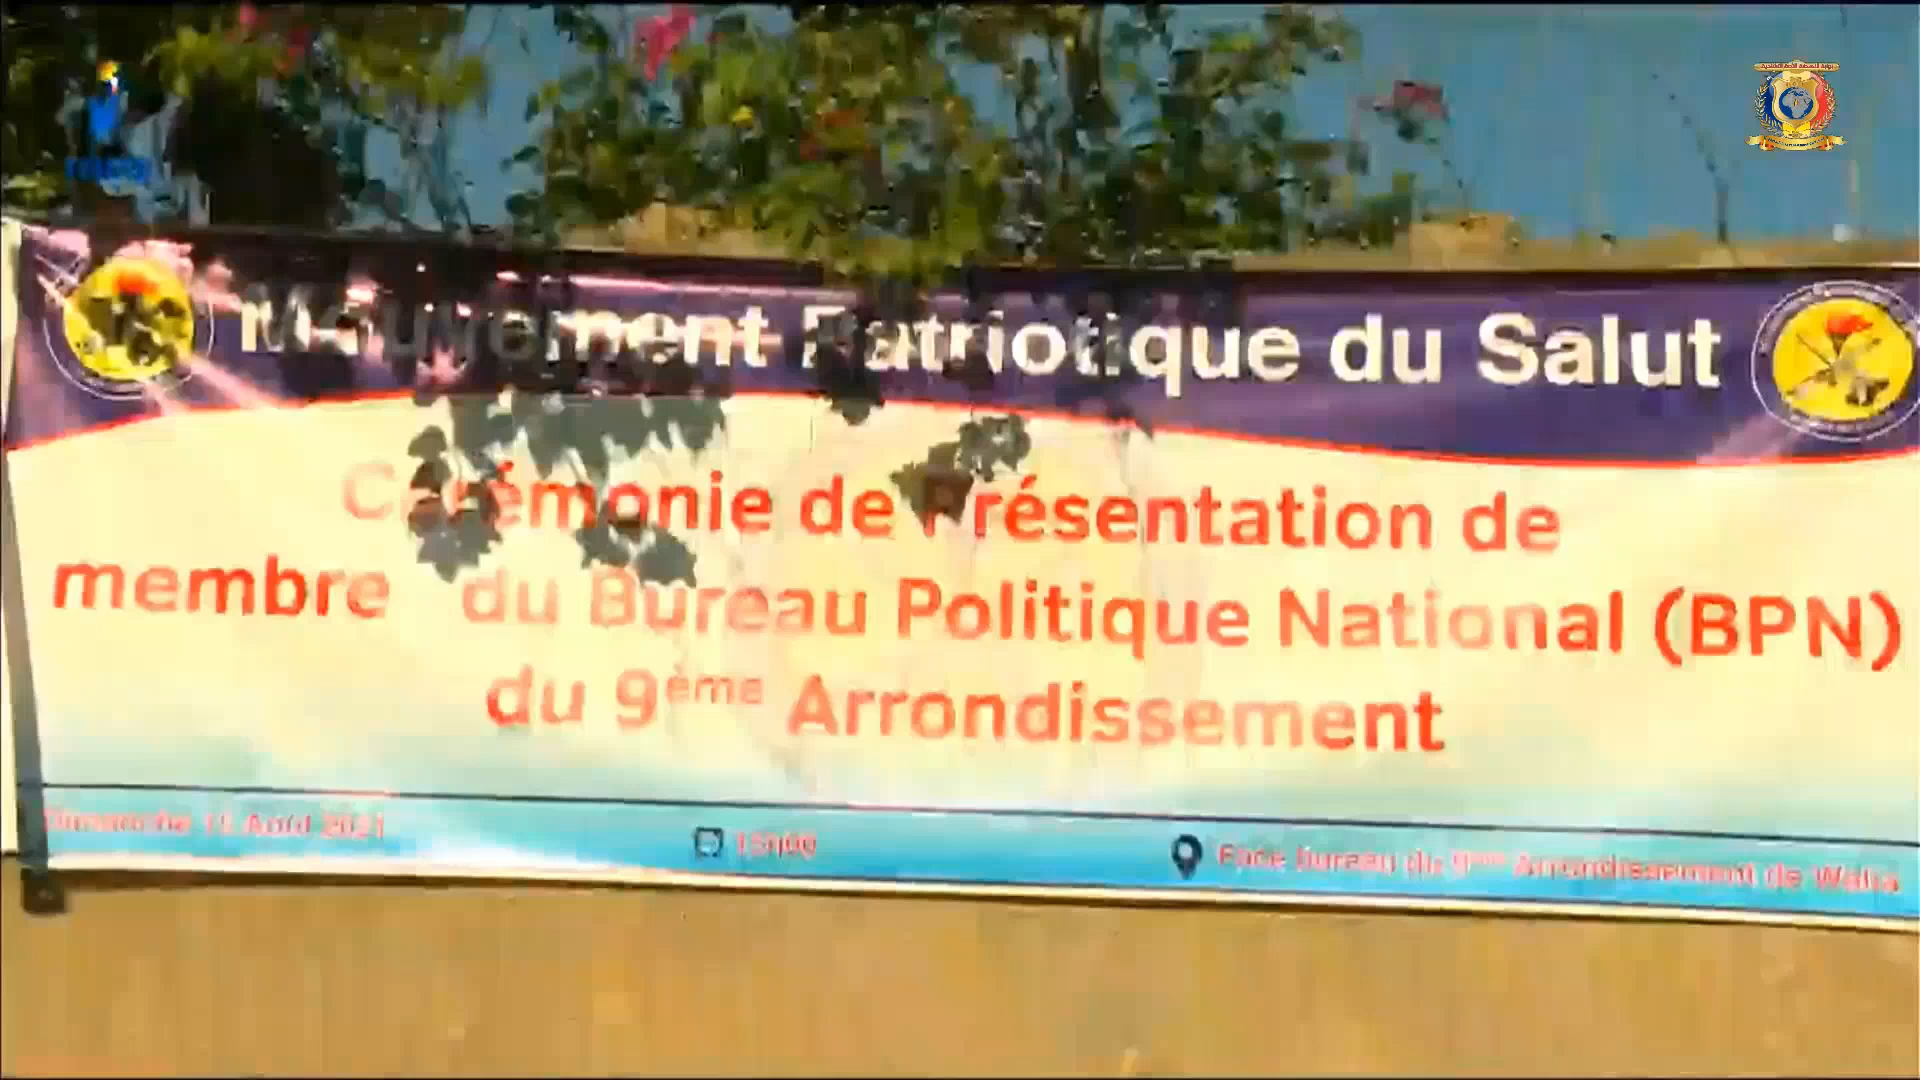 Mouvement Patriotique du Salut
Cérémonie de Présentation de
membre du Bureau Politique National (BPN)
du 9ème Arrondissement
Dimanche 15 Août 2021
15h00
Face bureau du 9ème Arrondissement de Walia